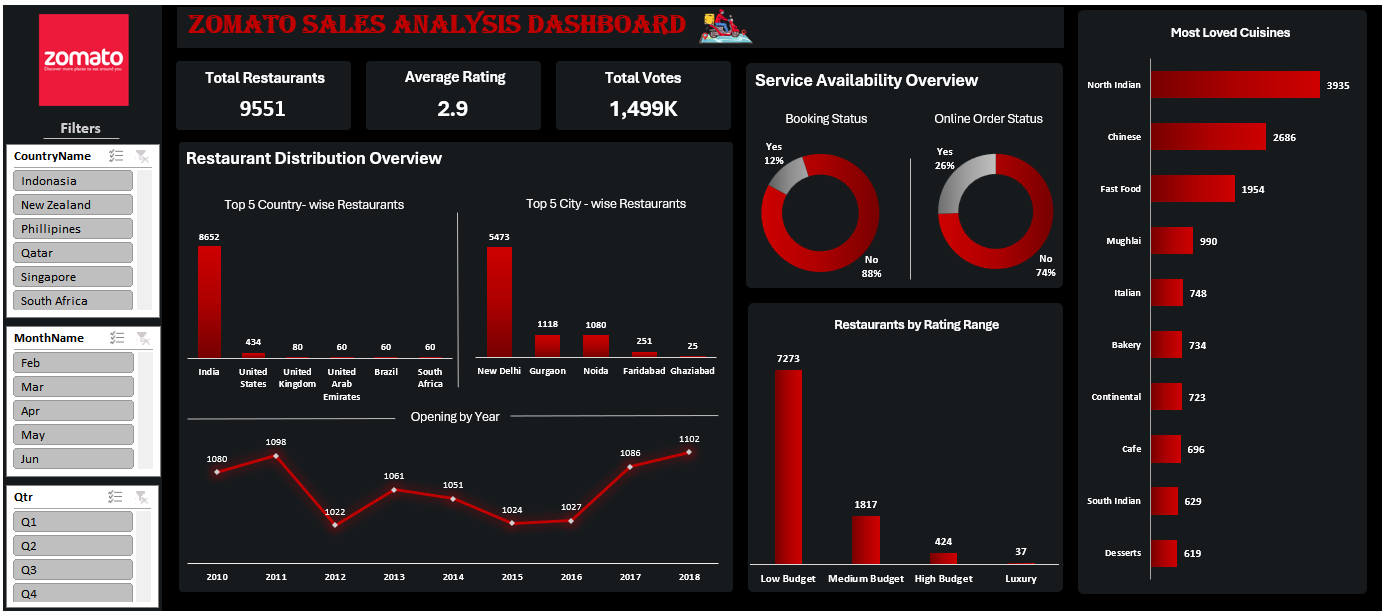 zomato
Discover more places to eat around you
Filters
CountryName
Indonasia
New Zealand
Phillipines
Qatar
Singapore
South Africa
MonthName
Feb
Mar
Apr
May
Jun
Qtr
Q1
Q2
Q3
Q4
ZOMATO SALES ANALYSIS DASHBOARD
Total Restaurants
9551
Average Rating
2.9
Total Votes
1,499K
Restaurant Distribution Overview
Top 5 Country- wise Restaurants
8652
434
80
60
60
60
India
United
States
United
Kingdom
United
Arab
Emirates
Brazil
South
Africa
Top 5 City - wise Restaurants
5473
1118
1080
251
25
New Delhi
Gurgaon
Noida
Faridabad
Ghaziabad
Opening by Year
1080
1098
1022
1061
1051
1024
1027
1086
1102
2010
2011
2012
2013
2014
2015
2016
2017
2018
Service Availability Overview
Booking Status
Yes
12%
No
88%
Online Order Status
Yes
26%
No
74%
Restaurants by Rating Range
7273
1817
424
37
Low Budget
Medium Budget
High Budget
Luxury
Most Loved Cuisines
North Indian
3935
Chinese
2686
Fast Food
1954
Mughlai
990
Italian
748
Bakery
734
Continental
723
Cafe
696
South Indian
629
Desserts
619